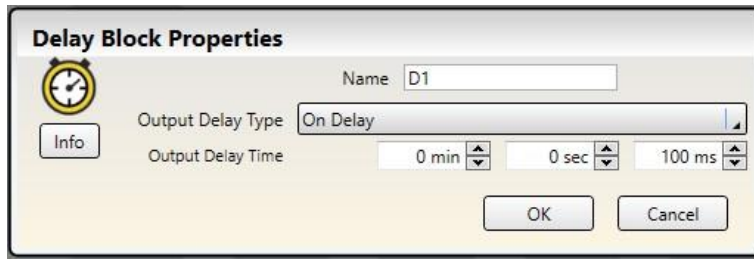 Delay Block Properties
Name D1
Info
Output Delay Type On Delay
Output Delay Time 0 min 0 sec 100 ms
OK Cancel